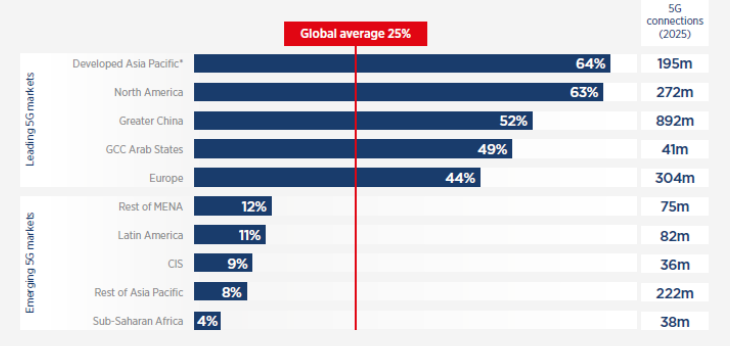 5G
connections
(2025)
Global average 25%
Leading 5G markets
Developed Asia Pacific* 64% 195m
North America 63% 272m
Greater China 52% 892m
GCC Arab States 49% 41m
Europe 44% 304m
Emerging 5G markets
Rest of MENA 12% 75m
Latin America 11% 82m
CIS 9% 36m
Rest of Asia Pacific 8% 222m
Sub-Saharan Africa 4% 38m